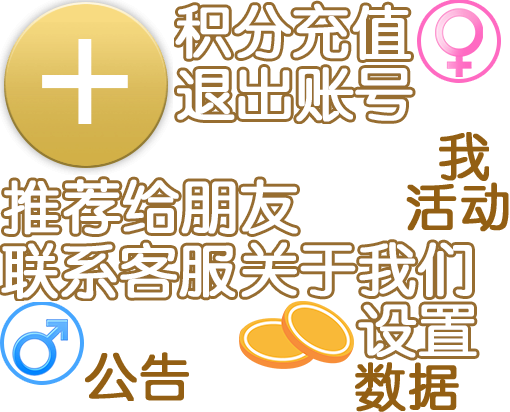 积分充值
退出账号
我
活动
推荐给朋友
联系客服关于我们
设置
公告
数据